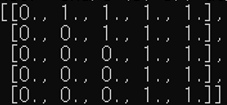 [[0., 1., 1., 1., 1.],
[0., 0., 1., 1., 1.],
[0., 0., 0., 1., 1.],
[0., 0., 0., 1., 1.],
[0., 0., 0., 1., 1.]]